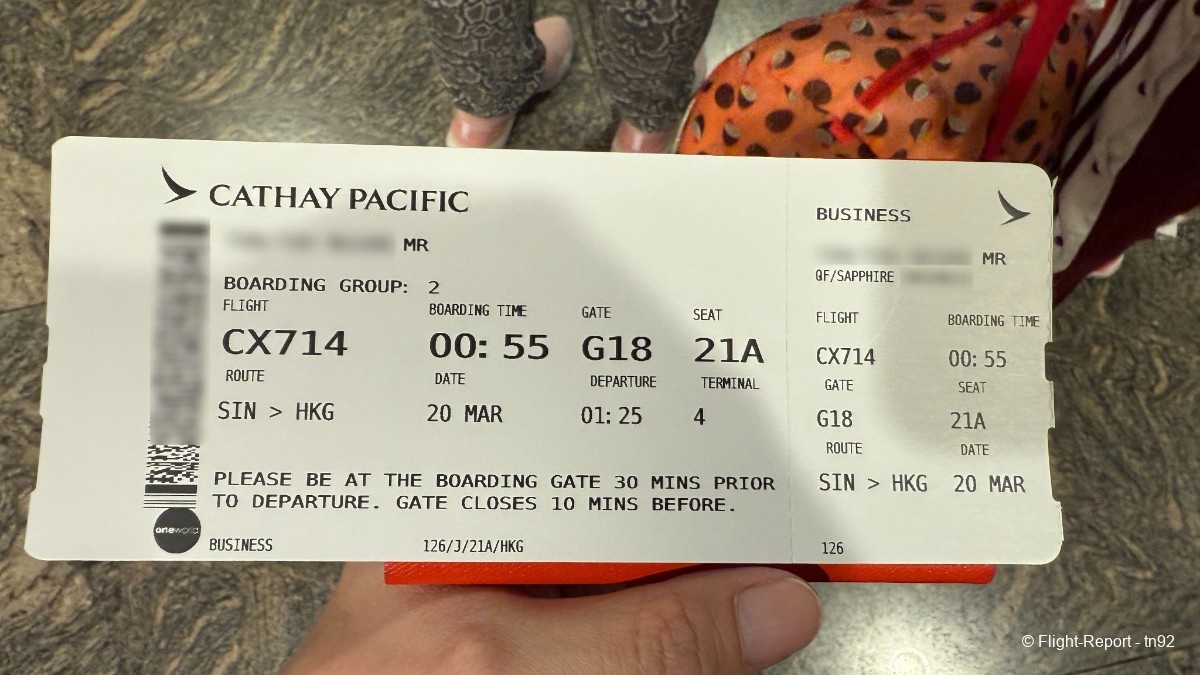 CATHAY PACIFIC
MR
BOARDING GROUP: 2
FLIGHT BOARDING TIME GATE SEAT
CX714 00: 55 G18 21A
ROUTE DATE DEPARTURE TERMINAL
SIN > HKG 20 MAR 01: 25 4
PLEASE BE AT THE BOARDING GATE 30 MINS PRIOR
TO DEPARTURE. GATE CLOSES 10 MINS BEFORE.
oneworld
BUSINESS 126/J/21A/HKG
BUSINESS
MR
QF/SAPPHIRE
FLIGHT BOARDING TIME
CX714 00: 55
GATE SEAT
G18 21A
ROUTE DATE
SIN > HKG 20 MAR
126
© Flight-Report - tn92